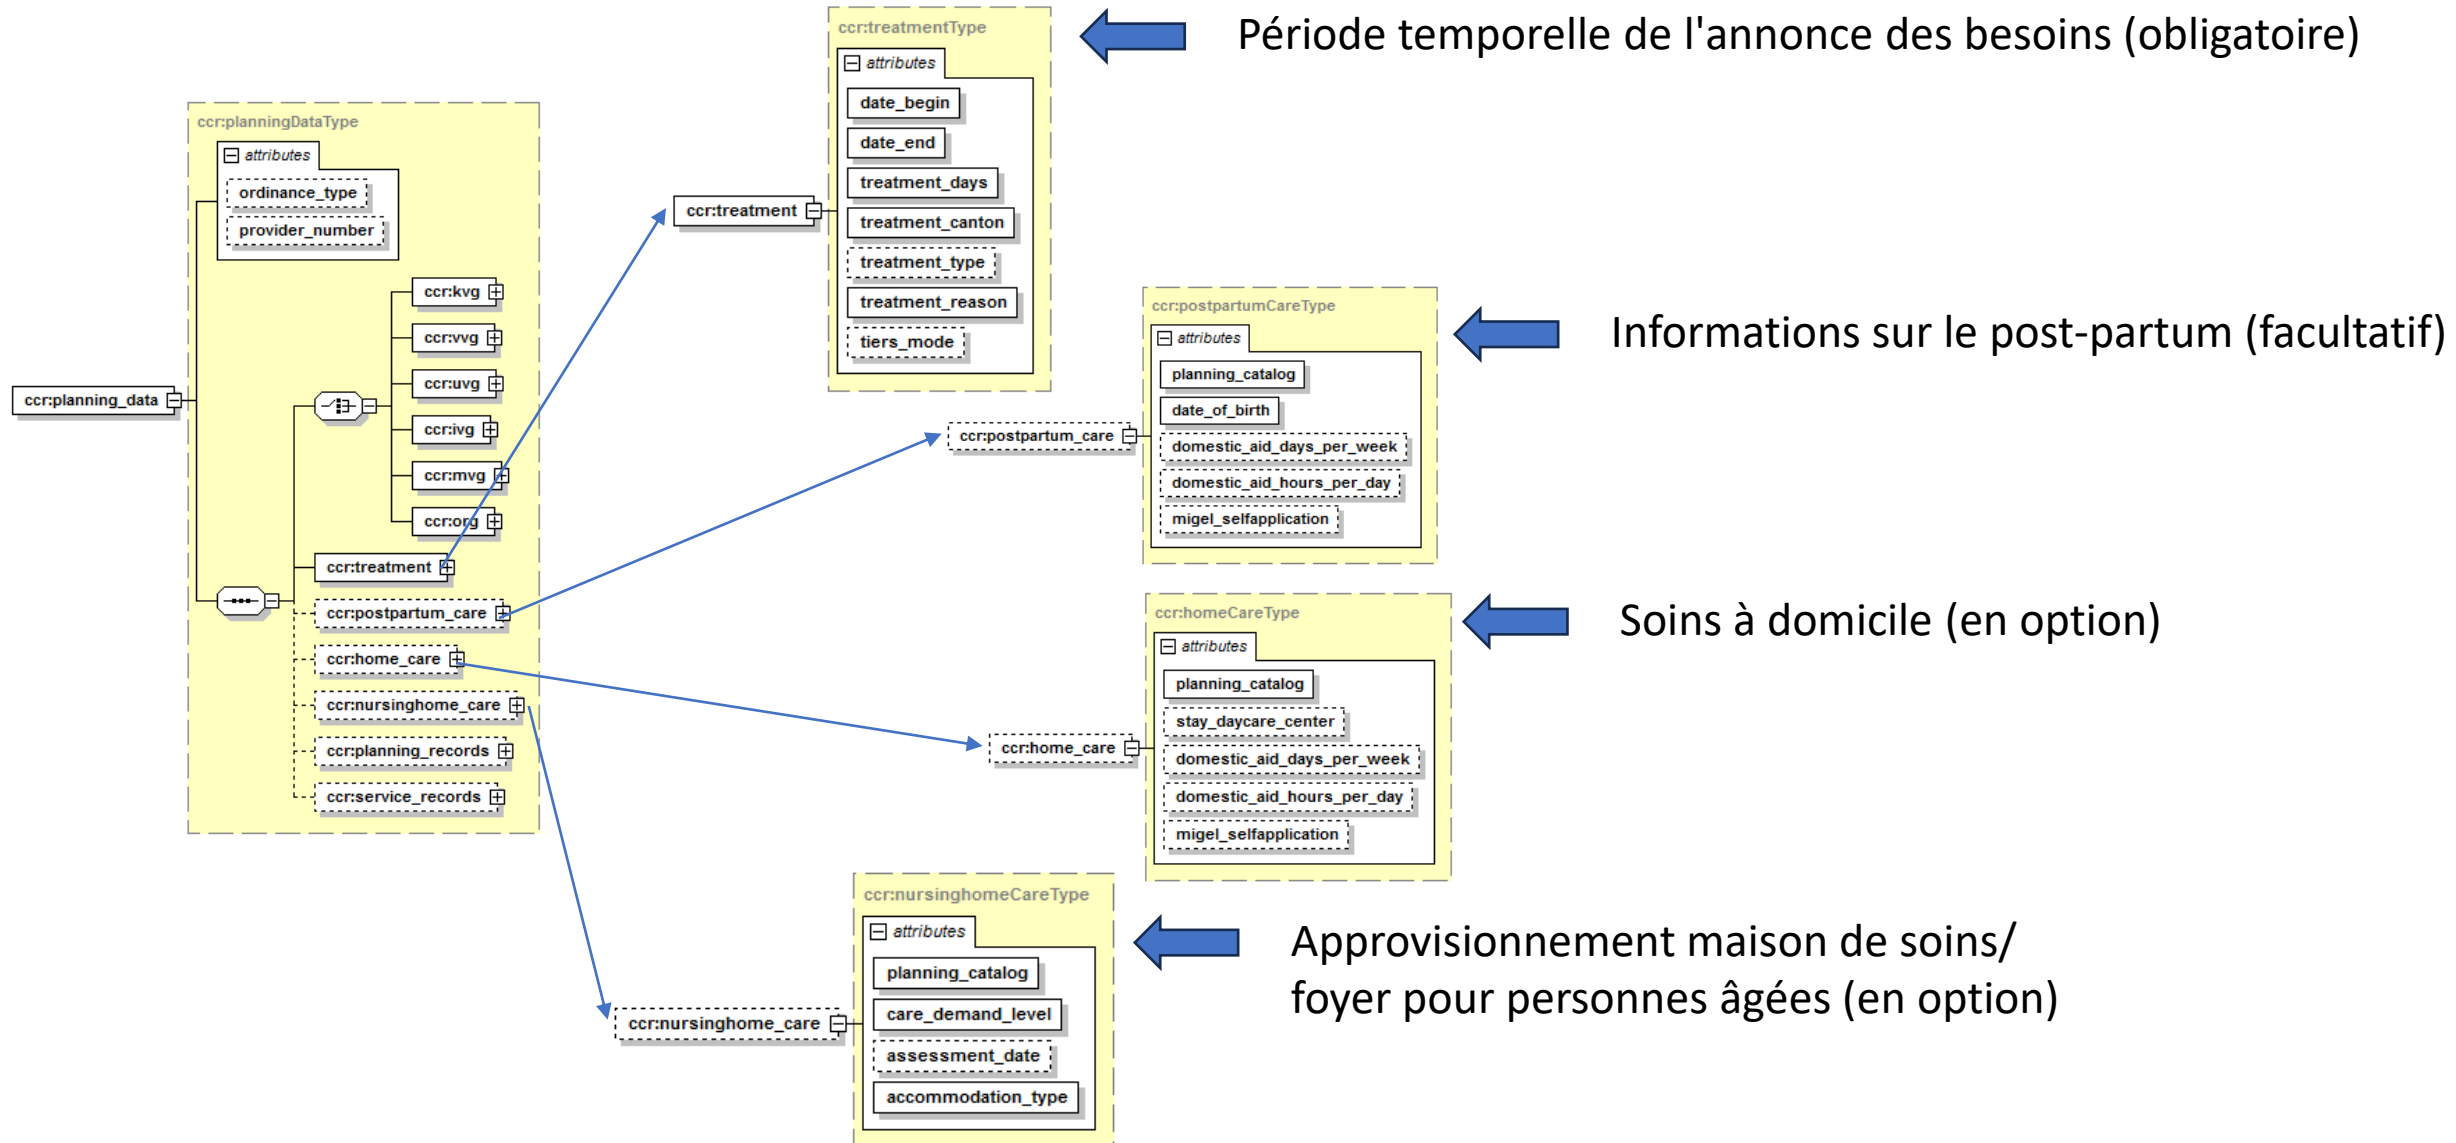 ccr:treatmentType
attributes
date_begin
date_end
treatment_days
treatment_canton
treatment_type
treatment_reason
tiers_mode
Période temporelle de l'annonce des besoins (obligatoire)
ccr:planningDataType
attributes
ordinance_type
provider_number
ccr:kvg
ccr:vvg
ccr:uvg
ccr:ivg
ccr:mvg
ccr:org
ccr:planning_data
ccr:treatment
ccr:postpartum_care
ccr:home_care
ccr:nursinghome_care
ccr:planning_records
ccr:service_records
ccr:treatment
ccr:postpartumCareType
attributes
planning_catalog
date_of_birth
domestic_aid_days_per_week
domestic_aid_hours_per_day
migel_selfapplication
ccr:postpartum_care
Informations sur le post-partum (facultatif)
ccr:homeCareType
attributes
planning_catalog
stay_daycare_center
domestic_aid_days_per_week
domestic_aid_hours_per_day
migel_selfapplication
ccr:home_care
Soins à domicile (en option)
ccr:nursinghomeCareType
attributes
planning_catalog
care_demand_level
assessment_date
accommodation_type
ccr:nursinghome_care
Approvisionnement maison de soins/
foyer pour personnes âgées (en option)